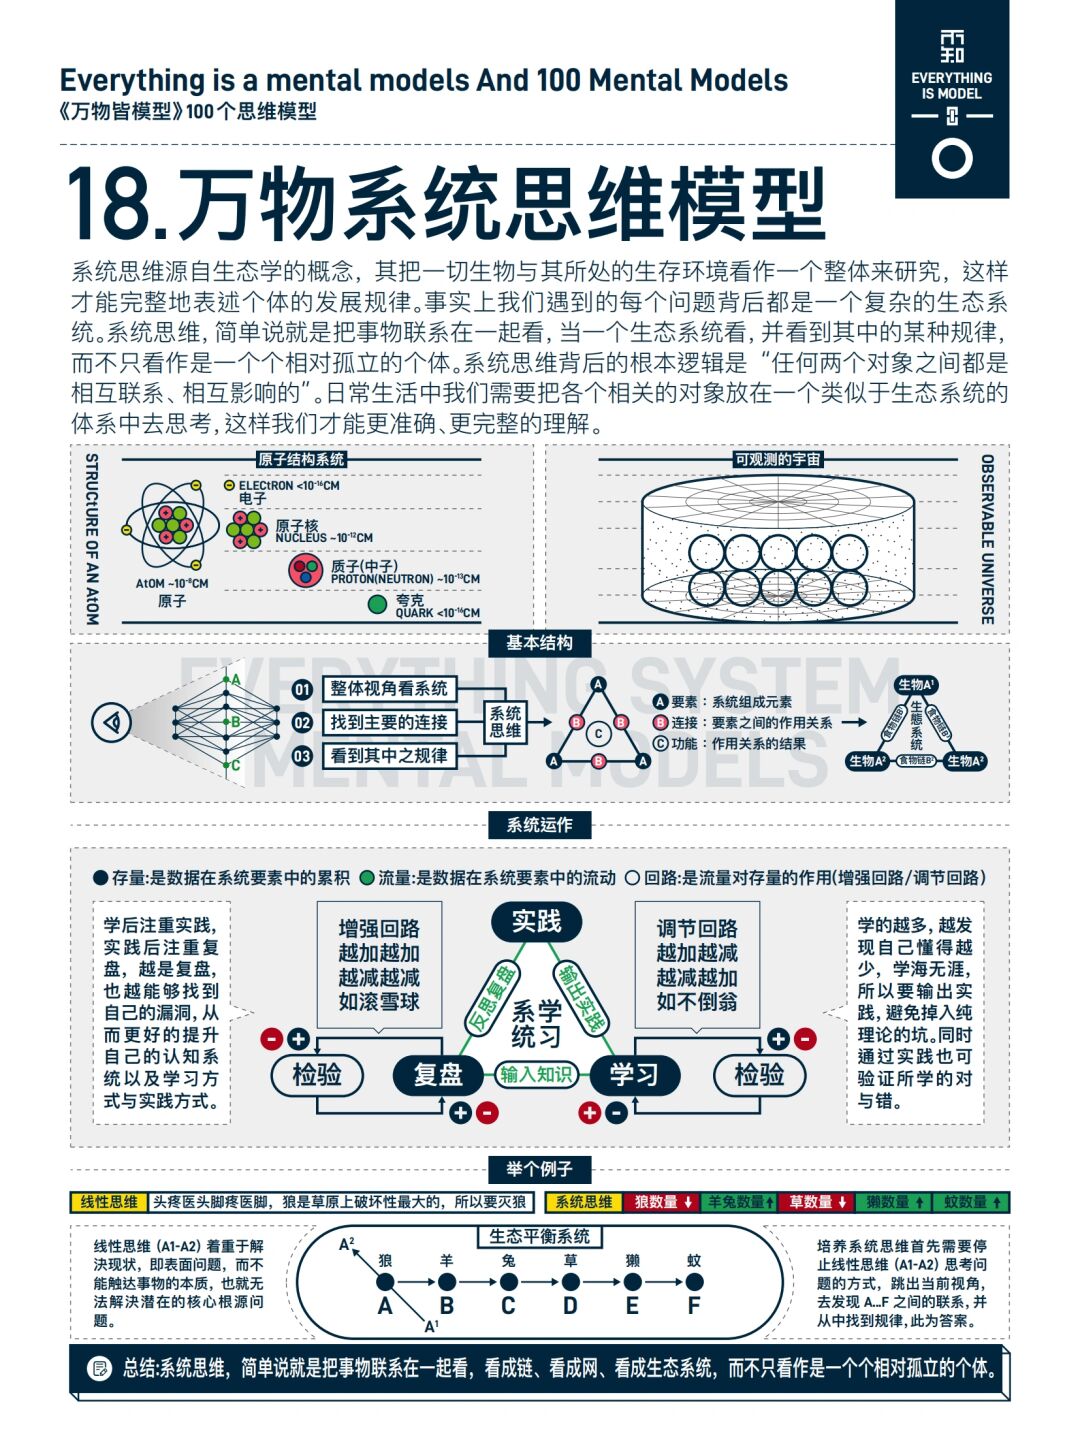 Everything is a mental models And 100 Mental Models
《万物皆模型》100个思维模型
雨知
EVERYTHING
IS MODEL
18.万物系统思维模型
系统思维源自生态学的概念，其把一切生物与其所处的生存环境看作一个整体来研究，这样
才能完整地表述个体的发展规律。事实上我们遇到的每个问题背后都是一个复杂的生态系
统。系统思维，简单说就是把事物联系在一起看，当一个生态系统看，并看到其中的某种规律，
而不只看作是一个个相对孤立的个体。系统思维背后的根本逻辑是“任何两个对象之间都是
相互联系、相互影响的”。日常生活中我们需要把各个相关的对象放在一个类似于生态系统的
体系中去思考，这样我们才能更准确、更完整的理解。
STRUCtURE OF AN AtOM
原子结构系统
ELECtRON <10⁻¹⁶CM
电子
原子核
NUCLEUS ~10⁻¹²CM
质子(中子)
PROTON(NEUTRON) ~10⁻¹³CM
夸克
QUARK <10⁻¹⁶CM
AtOM ~10⁻⁸CM
原子
可观测的宇宙
OBSERVABLE UNIVERSE
基本结构
EVERYTHING SYSTEM
MENTAL MODELS
A
B
C
01 整体视角看系统
02 找到主要的连接
03 看到其中之规律
系统
思维
A
B
B
C
A
B
A
A 要素：系统组成元素
B 连接：要素之间的作用关系
C 功能：作用关系的结果
生物A¹
食物链B¹
生態系统
食物链B³
生物A²
食物链B²
生物A²
系统运作
存量:是数据在系统要素中的累积
流量:是数据在系统要素中的流动
回路:是流量对存量的作用(增强回路/调节回路)
学后注重实践，
实践后注重复
盘，越是复盘，
也越能够找到
自己的漏洞，从
而更好的提升
自己的认知系
统以及学习方
式与实践方式。
增强回路
越加越加
越减越减
如滚雪球
实践
反思复盘
输出实践
系学
统习
调节回路
越加越减
越减越加
如不倒翁
学的越多，越发
现自己懂得越
少，学海无涯，
所以要输出实
践，避免掉入纯
理论的坑。同时
通过实践也可
验证所学的对
与错。
检验
复盘
输入知识
学习
检验
举个例子
线性思维 头疼医头脚疼医脚，狼是草原上破坏性最大的，所以要灭狼
系统思维 狼数量↓ 羊兔数量↑ 草数量↓ 獭数量↑ 蚊数量↑
线性思维（A1-A2）着重于解
决现状，即表面问题，而不
能触达事物的本质，也就无
法解决潜在的核心根源问
题。
生态平衡系统
A²
狼 羊 兔 草 獭 蚊
A B C D E F
A¹
培养系统思维首先需要停
止线性思维（A1-A2）思考问
题的方式，跳出当前视角，
去发现 A...F 之间的联系，并
从中找到规律，此为答案。
总结:系统思维，简单说就是把事物联系在一起看，看成链、看成网、看成生态系统，而不只看作是一个个相对孤立的个体。